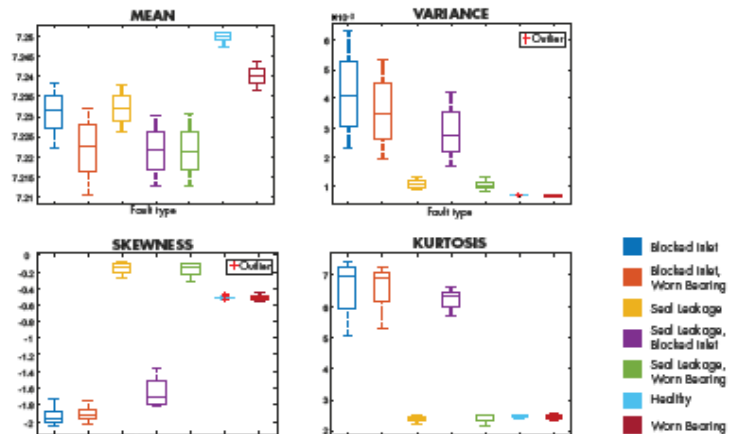 MEAN
7.25
7.245
7.24
7.235
7.23
7.225
7.22
7.215
7.21
Fault type
VARIANCE
×10⁻³
Outlier
6
5
4
3
2
1
Fault type
SKEWNESS
Outlier
0
-0.2
-0.4
-0.6
-0.8
-1
-1.2
-1.4
-1.6
-1.8
-2
KURTOSIS
7
6
5
4
3
2
Blocked Inlet
Blocked Inlet,
Worn Bearing
Seal Leakage
Seal Leakage,
Blocked Inlet
Seal Leakage,
Worn Bearing
Healthy
Worn Bearing